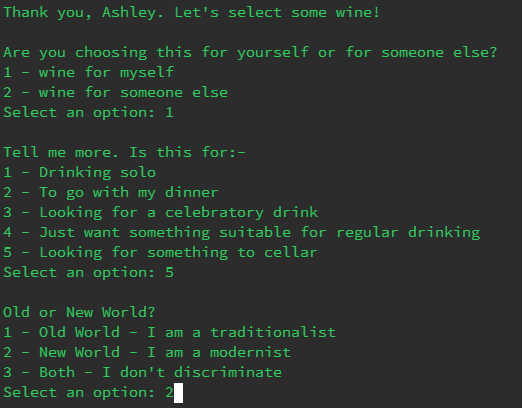 Thank you, Ashley. Let's select some wine!
Are you choosing this for yourself or for someone else?
1 - wine for myself
2 - wine for someone else
Select an option: 1
Tell me more. Is this for:-
1 - Drinking solo
2 - To go with my dinner
3 - Looking for a celebratory drink
4 - Just want something suitable for regular drinking
5 - Looking for something to cellar
Select an option: 5
Old or New World?
1 - Old World - I am a traditionalist
2 - New World - I am a modernist
3 - Both - I don't discriminate
Select an option: 2